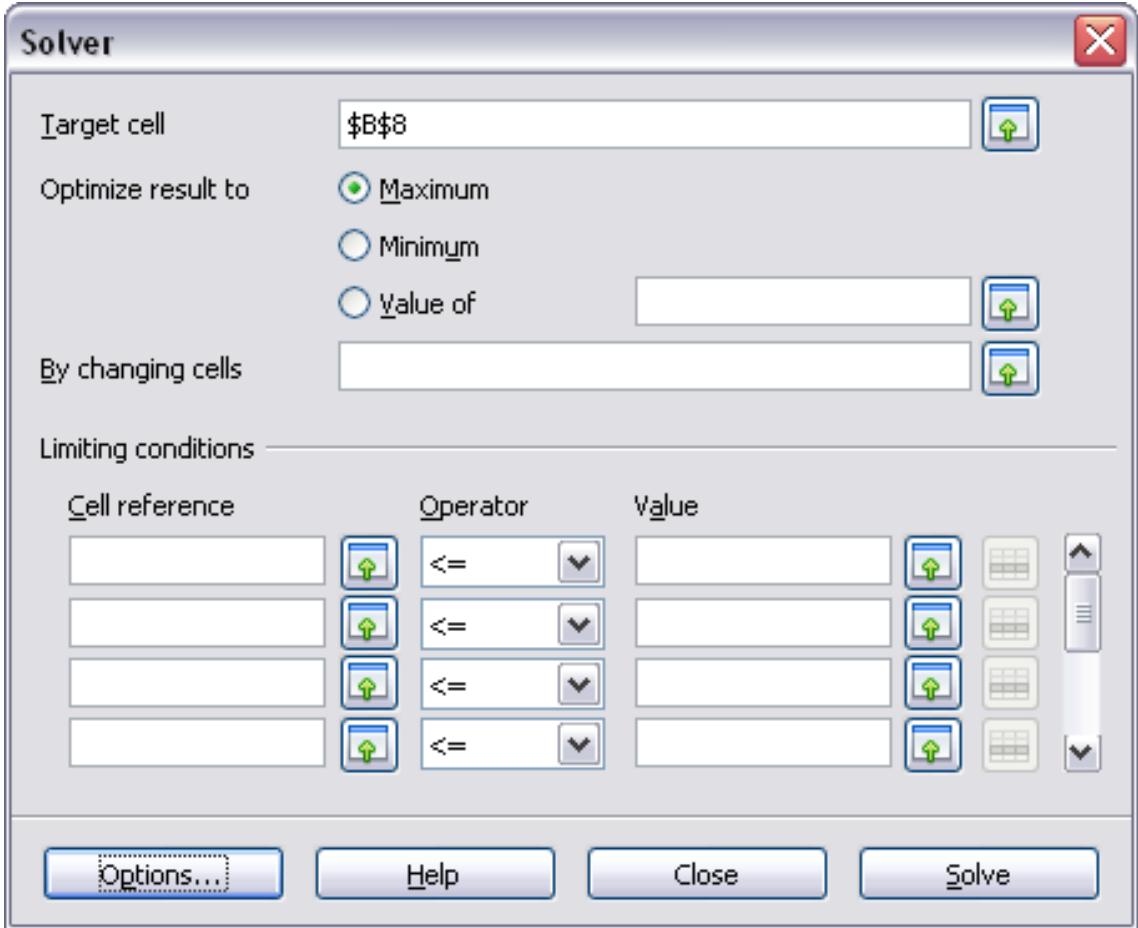 Solver
Target cell $B$8
Optimize result to Maximum
Minimum
Value of
By changing cells
Limiting conditions
Cell reference Operator Value
<=
<=
<=
<=
Options... Help Close Solve